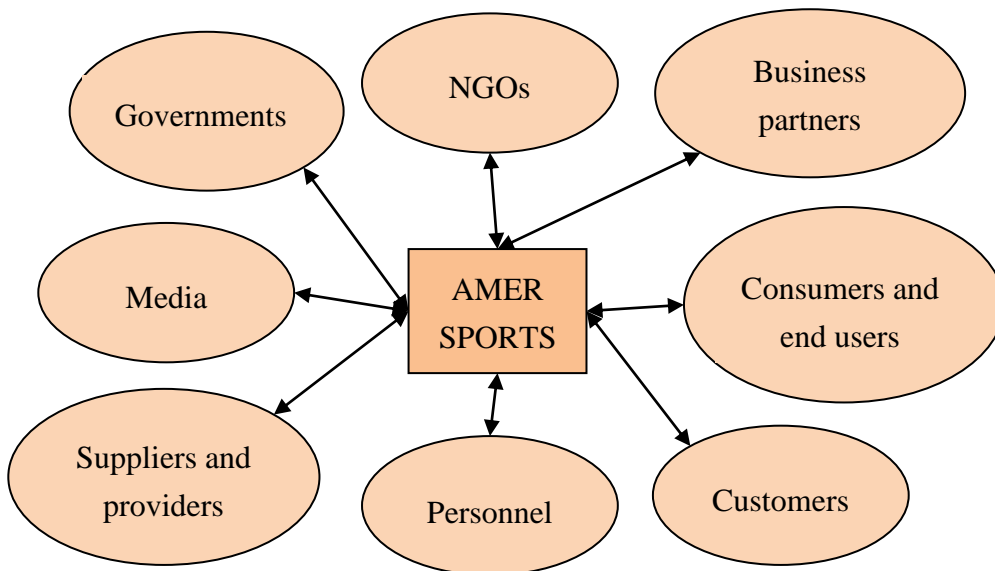 Governments
NGOs
Business
partners
Media
AMER
SPORTS
Consumers and
end users
Suppliers and
providers
Personnel
Customers